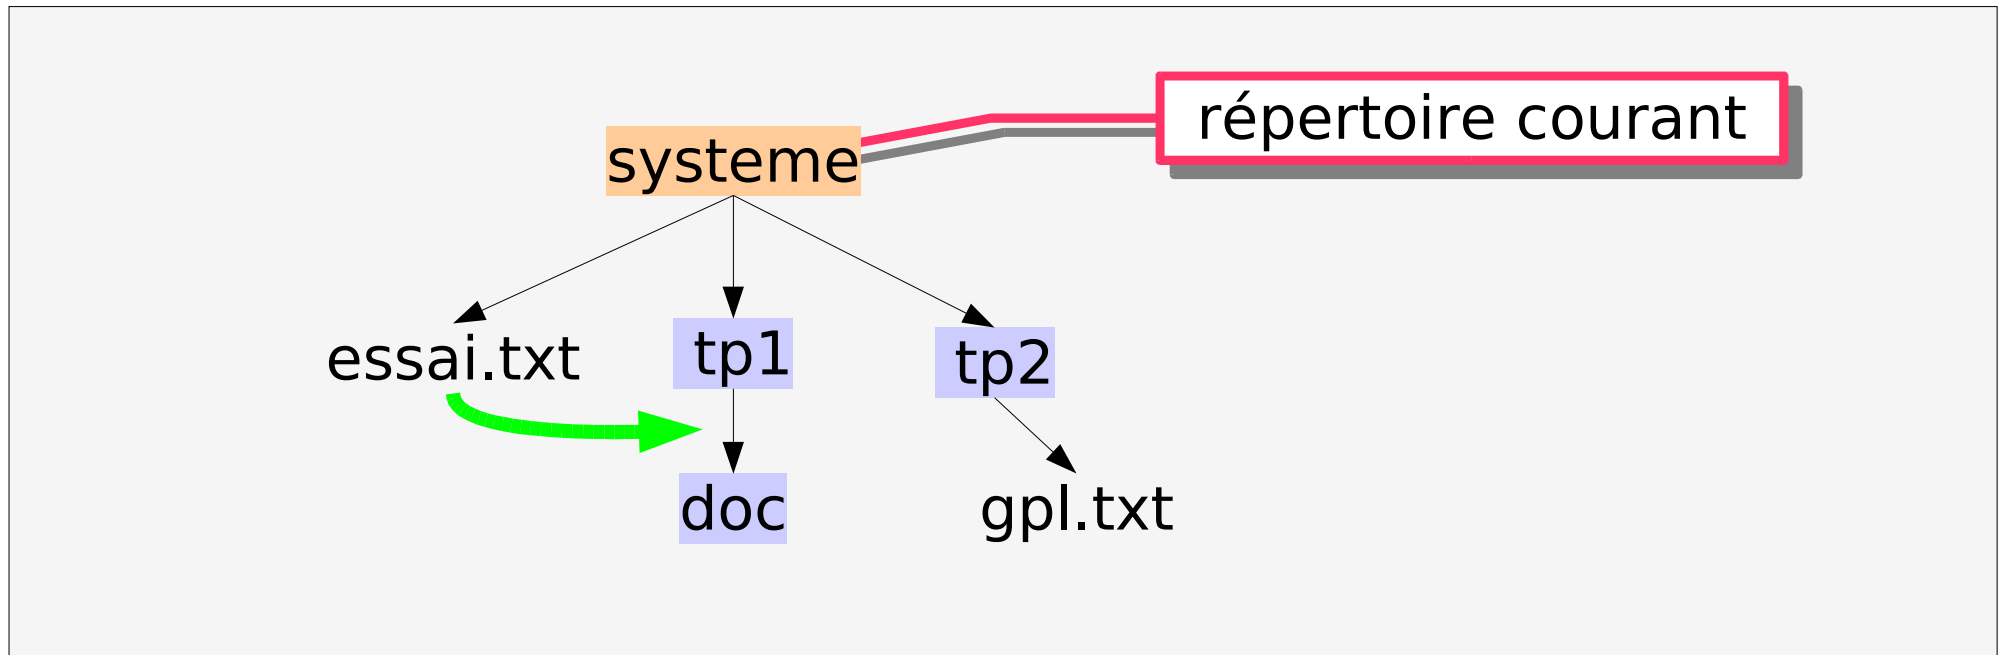 répertoire courant
systeme
essai.txt
tp1
tp2
doc
gpl.txt